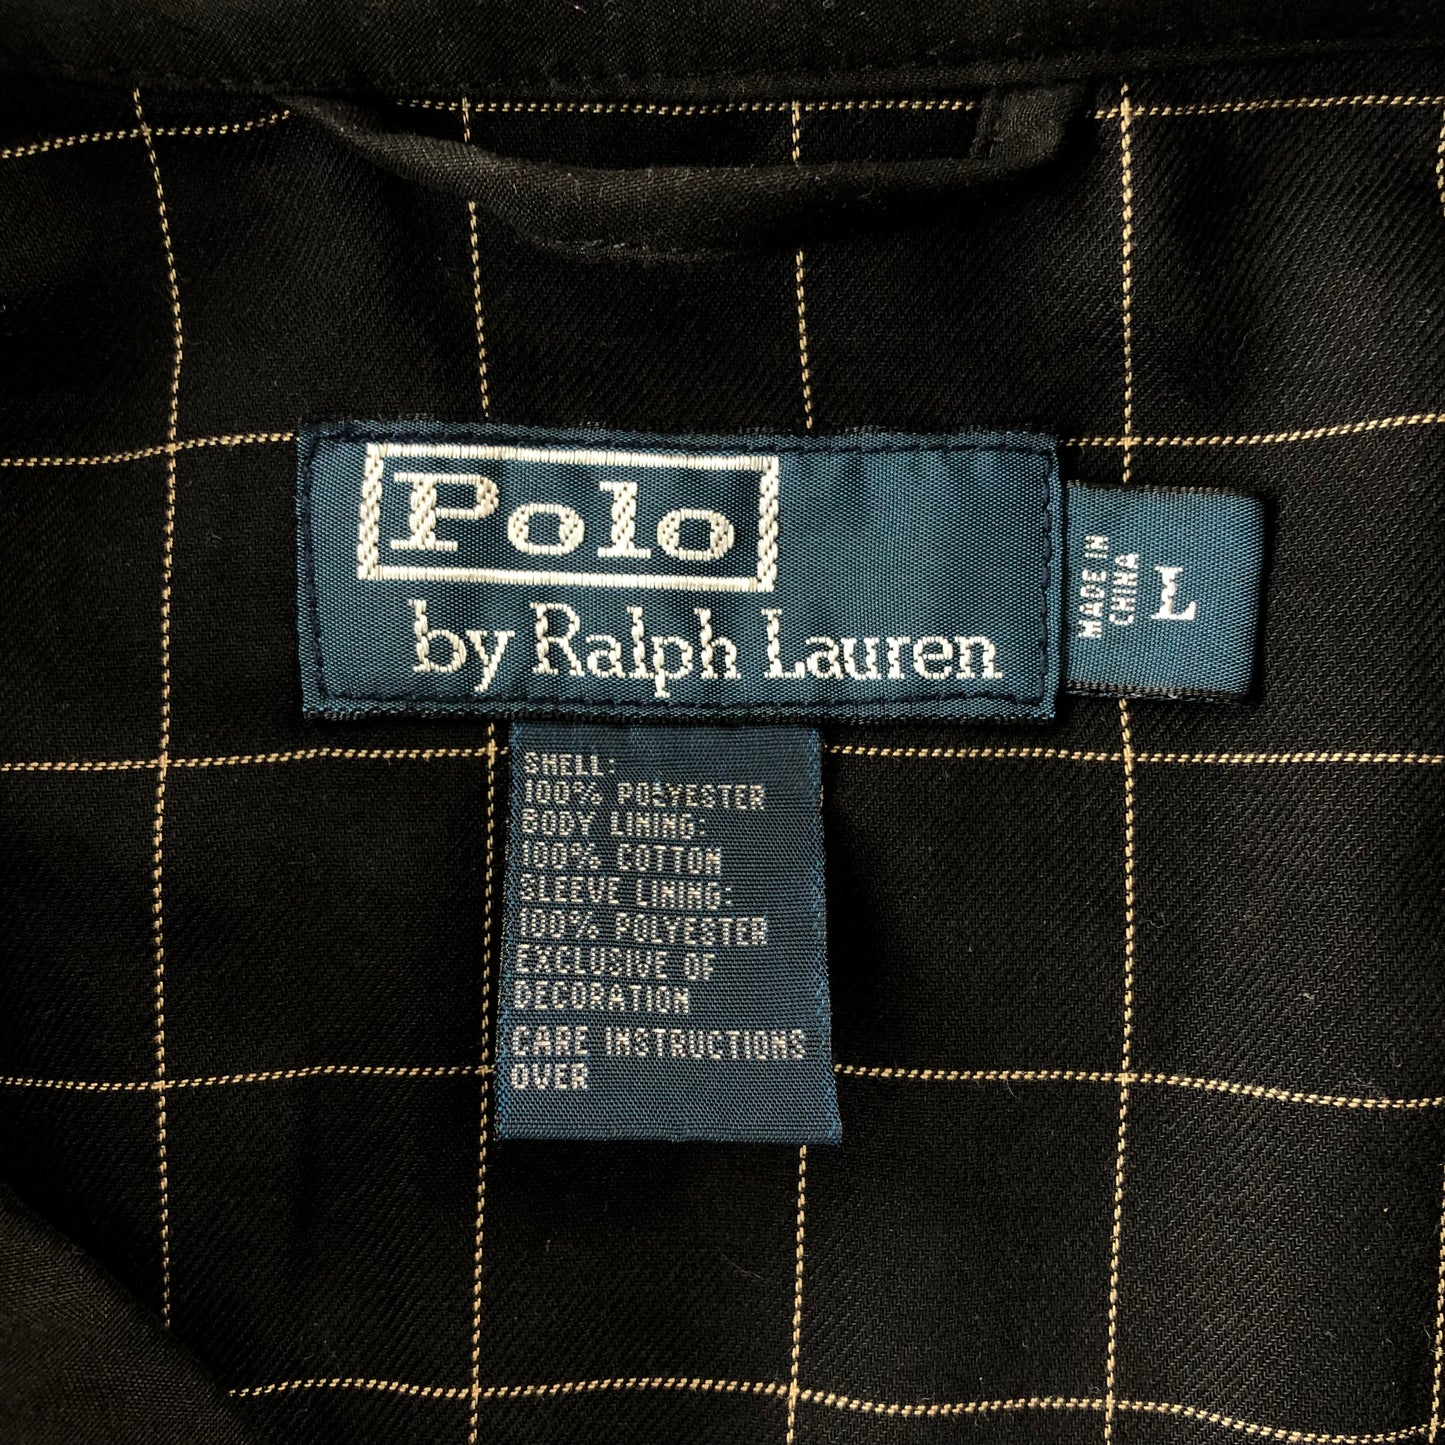 Polo
by Ralph Lauren
MADE IN
CHINA
L
SHELL:
100% POLYESTER
BODY LINING:
100% COTTON
SLEEVE LINING:
100% POLYESTER
EXCLUSIVE OF
DECORATION
CARE INSTRUCTIONS
OVER